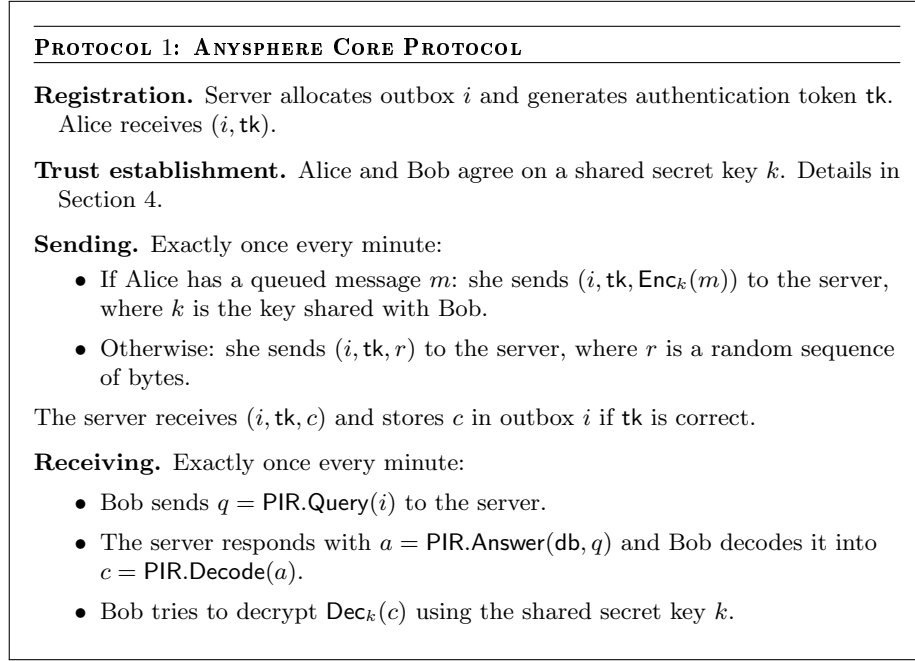 PROTOCOL 1: ANYSPHERE CORE PROTOCOL
Registration. Server allocates outbox i and generates authentication token tk.
Alice receives (i, tk).
Trust establishment. Alice and Bob agree on a shared secret key k. Details in
Section 4.
Sending. Exactly once every minute:
• If Alice has a queued message m: she sends (i, tk, Enc_k(m)) to the server,
where k is the key shared with Bob.
• Otherwise: she sends (i, tk, r) to the server, where r is a random sequence
of bytes.
The server receives (i, tk, c) and stores c in outbox i if tk is correct.
Receiving. Exactly once every minute:
• Bob sends q = PIR.Query(i) to the server.
• The server responds with a = PIR.Answer(db, q) and Bob decodes it into
c = PIR.Decode(a).
• Bob tries to decrypt Dec_k(c) using the shared secret key k.